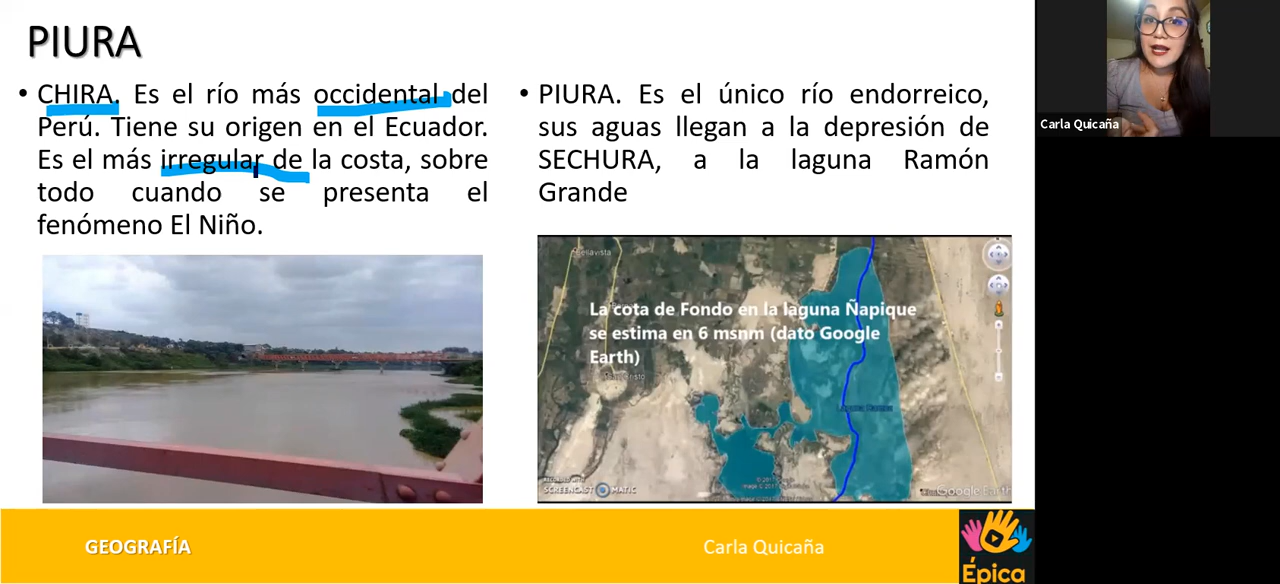 PIURA
• CHIRA. Es el río más occidental del
Perú. Tiene su origen en el Ecuador.
Es el más irregular de la costa, sobre
todo cuando se presenta el
fenómeno El Niño.
• PIURA. Es el único río endorreico,
sus aguas llegan a la depresión de
SECHURA, a la laguna Ramón
Grande
La cota de Fondo en la laguna Ñapique
se estima en 6 msnm (dato Google
Earth)
SCREENCAST MATIC
Google Earth
GEOGRAFÍA
Carla Quicaña
Épica
Carla Quicaña